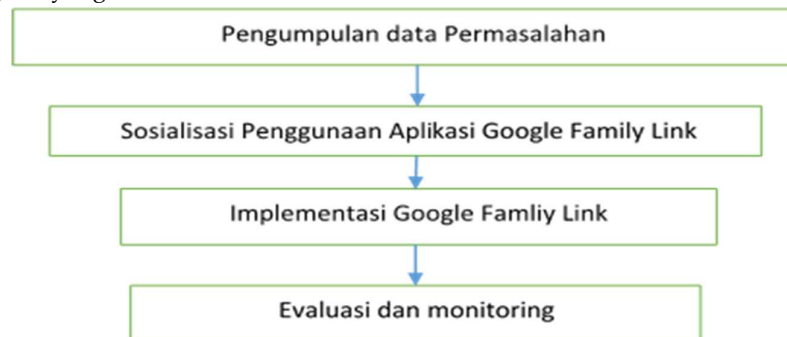 Pengumpulan data Permasalahan
Sosialisasi Penggunaan Aplikasi Google Family Link
Implementasi Google Famliy Link
Evaluasi dan monitoring